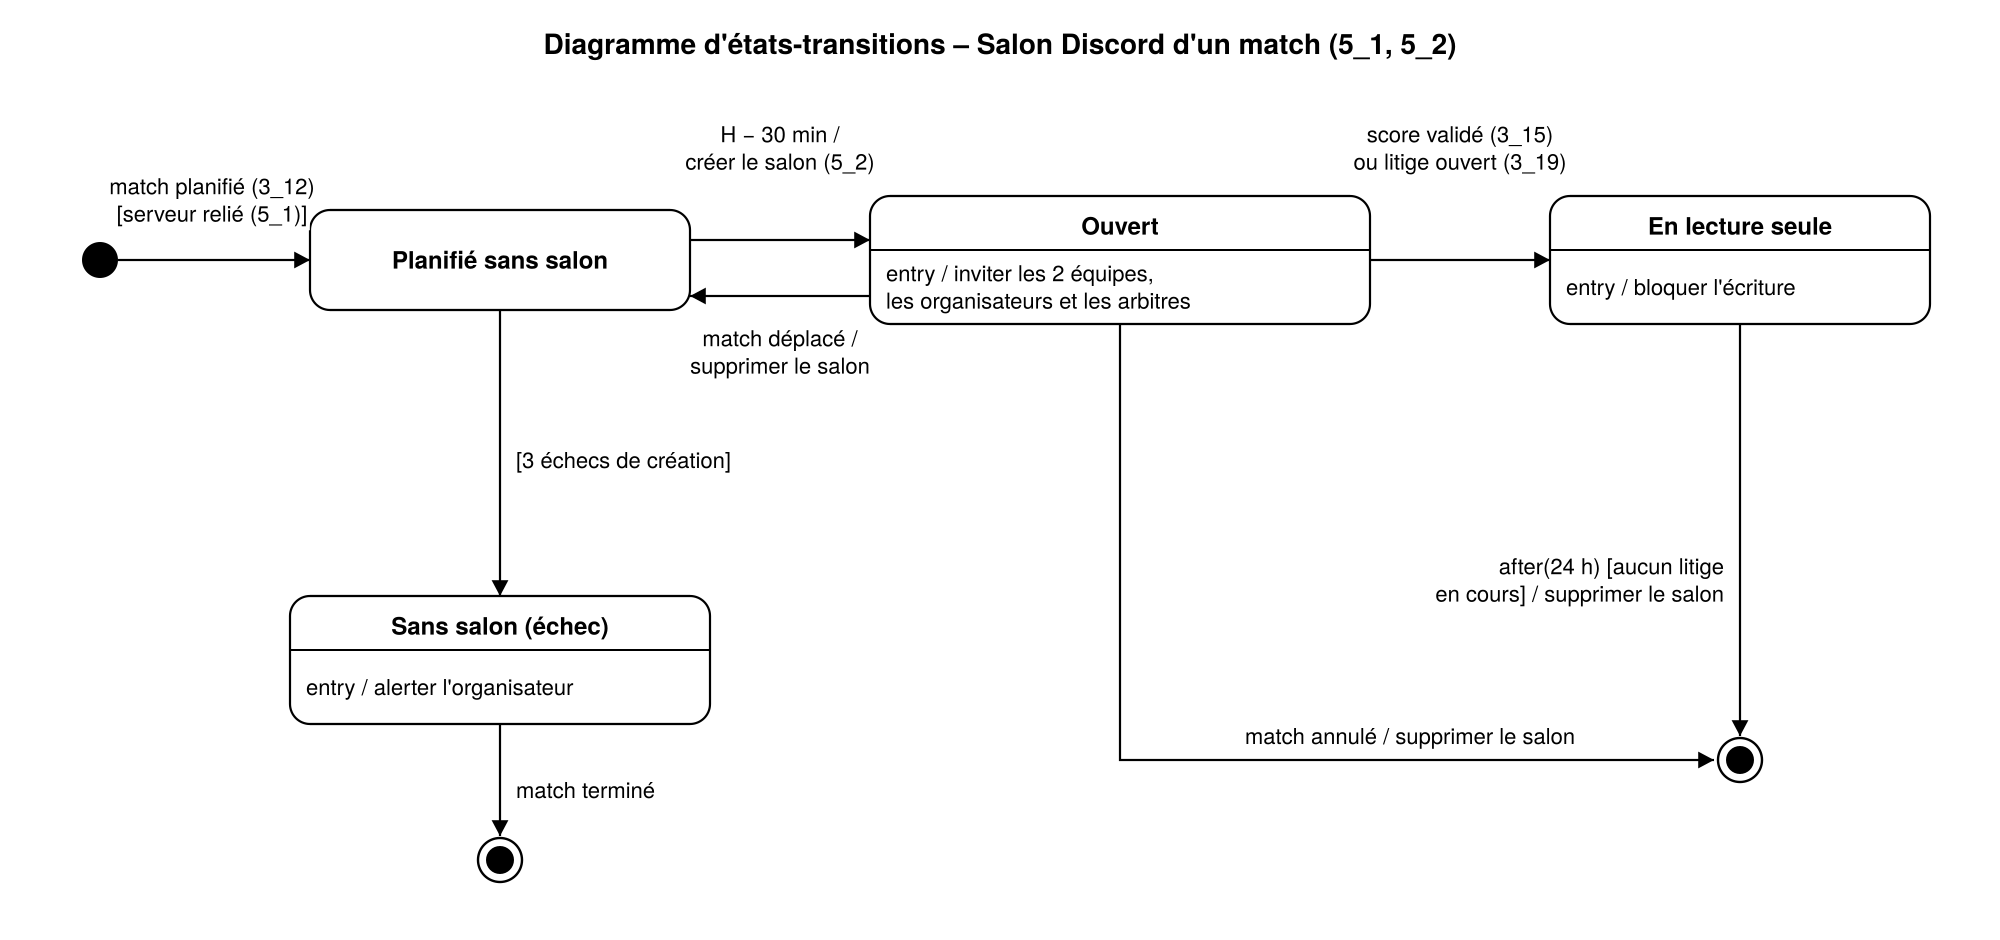 Diagramme d'états-transitions – Salon Discord d'un match (5_1, 5_2)
H − 30 min /
créer le salon (5_2)
score validé (3_15)
ou litige ouvert (3_19)
match planifié (3_12)
[serveur relié (5_1)]
Planifié sans salon
Ouvert
entry / inviter les 2 équipes,
les organisateurs et les arbitres
En lecture seule
entry / bloquer l'écriture
match déplacé /
supprimer le salon
[3 échecs de création]
after(24 h) [aucun litige
en cours] / supprimer le salon
Sans salon (échec)
entry / alerter l'organisateur
match annulé / supprimer le salon
match terminé